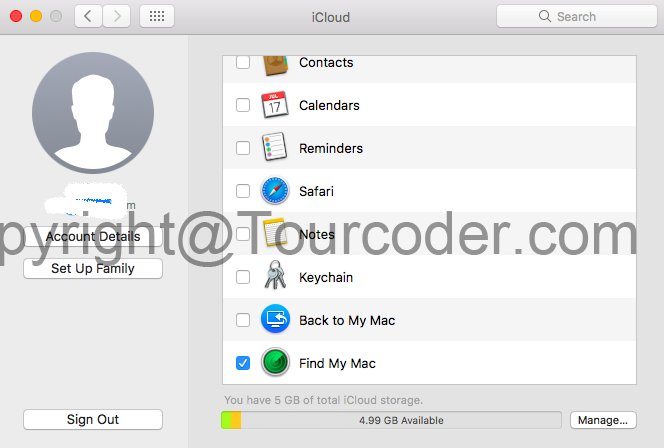 iCloud
Search
Contacts
JUL
17
Calendars
Reminders
Safari
pyright@Tourcoder.com
Account Details
Notes
Set Up Family
Keychain
Back to My Mac
Find My Mac
You have 5 GB of total iCloud storage.
Sign Out
4.99 GB Available
Manage...